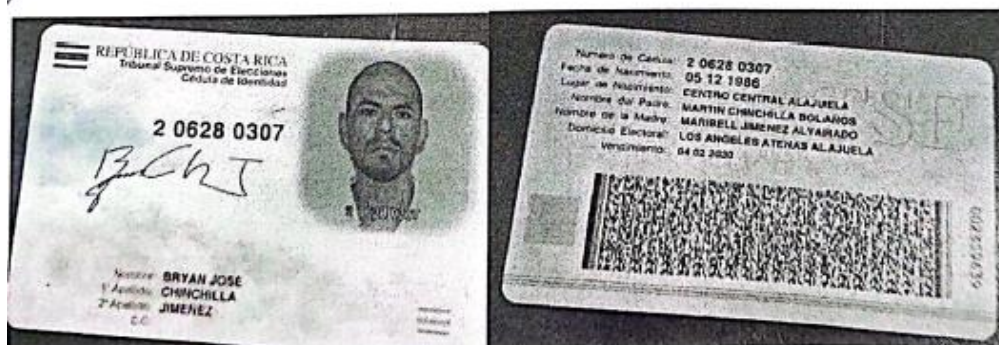 REPÚBLICA DE COSTA RICA
Tribunal Supremo de Elecciones
Cédula de Identidad
2 0628 0307
Nombre: BRYAN JOSE
1° Apellido: CHINCHILLA
2° Apellido: JIMENEZ
C.C:
Número de Cédula: 2 0628 0307
Fecha de Nacimiento: 05 12 1986
Lugar de Nacimiento: CENTRO CENTRAL ALAJUELA
Nombre del Padre: MARTIN CHINCHILLA BOLAÑOS
Nombre de la Madre: MARIBELL JIMENEZ ALVARADO
Domicilio Electoral: LOS ANGELES ATENAS ALAJUELA
Vencimiento: 04 02 2020